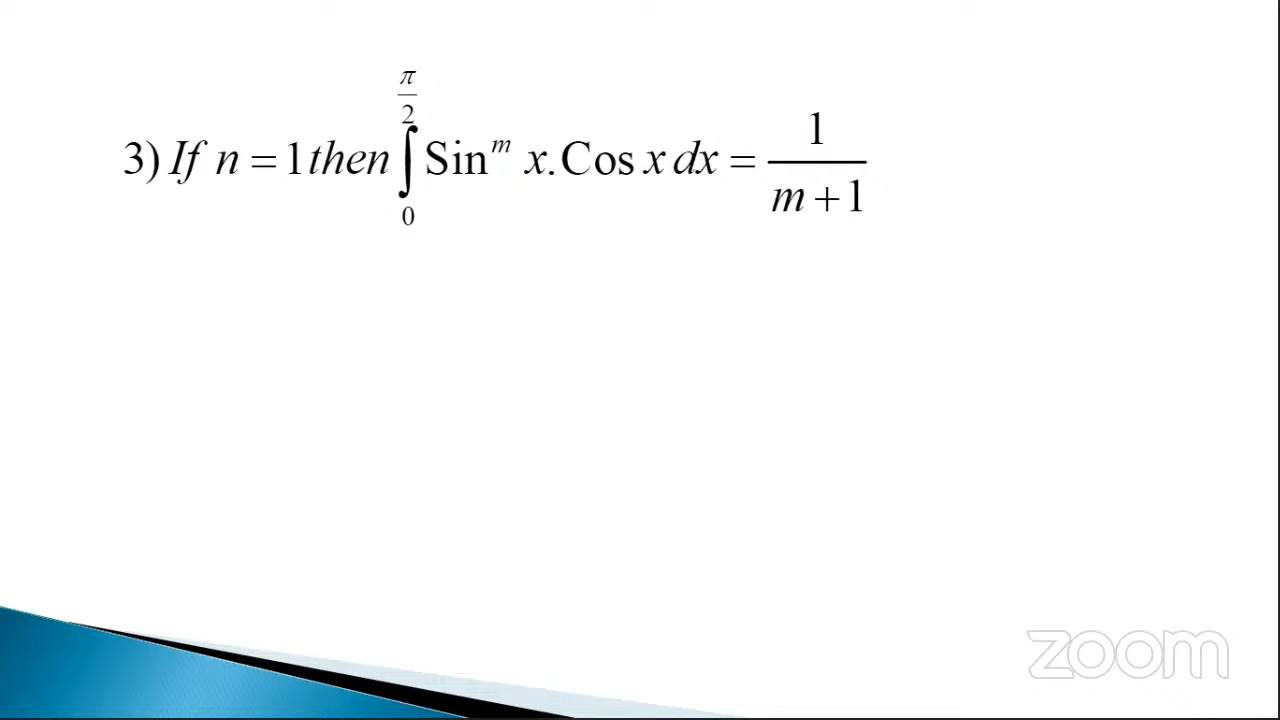 3) If n = 1 then ∫₀^(π/2) Sin^m x.Cos x dx = 1/(m+1)
zoom